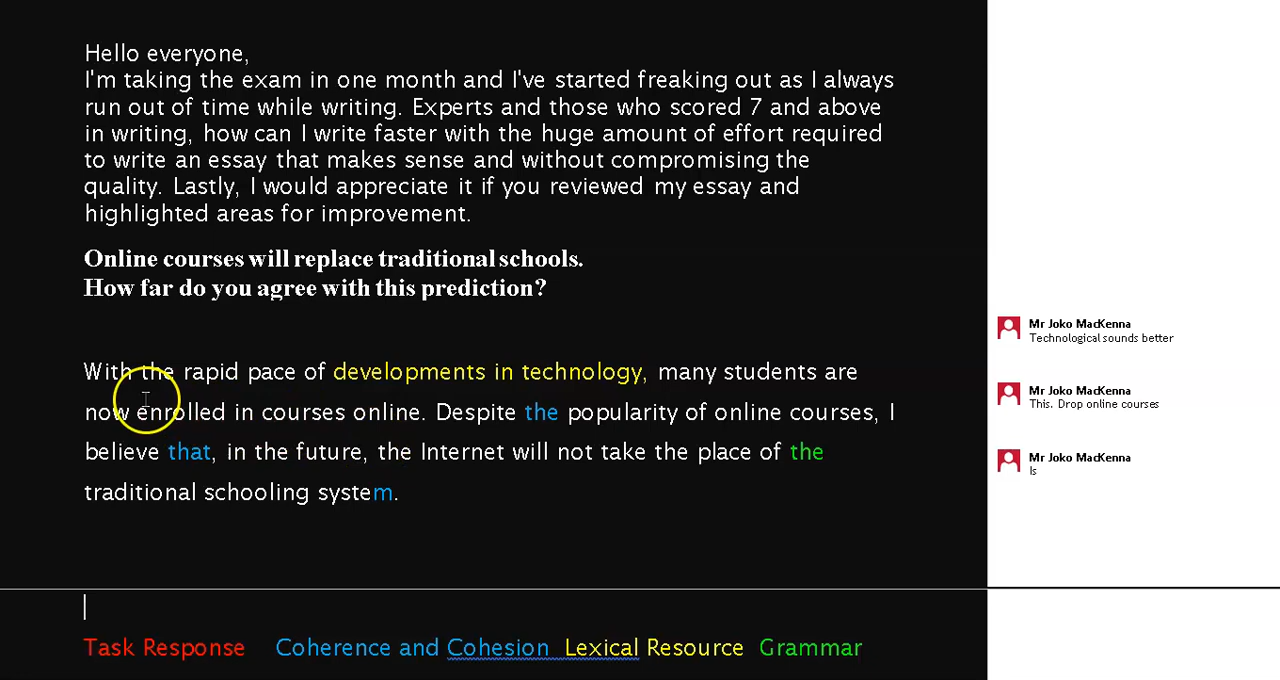 Hello everyone,
I'm taking the exam in one month and I've started freaking out as I always
run out of time while writing. Experts and those who scored 7 and above
in writing, how can I write faster with the huge amount of effort required
to write an essay that makes sense and without compromising the
quality. Lastly, I would appreciate it if you reviewed my essay and
highlighted areas for improvement.
Online courses will replace traditional schools.
How far do you agree with this prediction?
With the rapid pace of developments in technology, many students are
now enrolled in courses online. Despite the popularity of online courses, I
believe that, in the future, the Internet will not take the place of the
traditional schooling system.
Mr Joko MacKenna
Technological sounds better
Mr Joko MacKenna
This. Drop online courses
Mr Joko MacKenna
Is
Task Response Coherence and Cohesion Lexical Resource Grammar